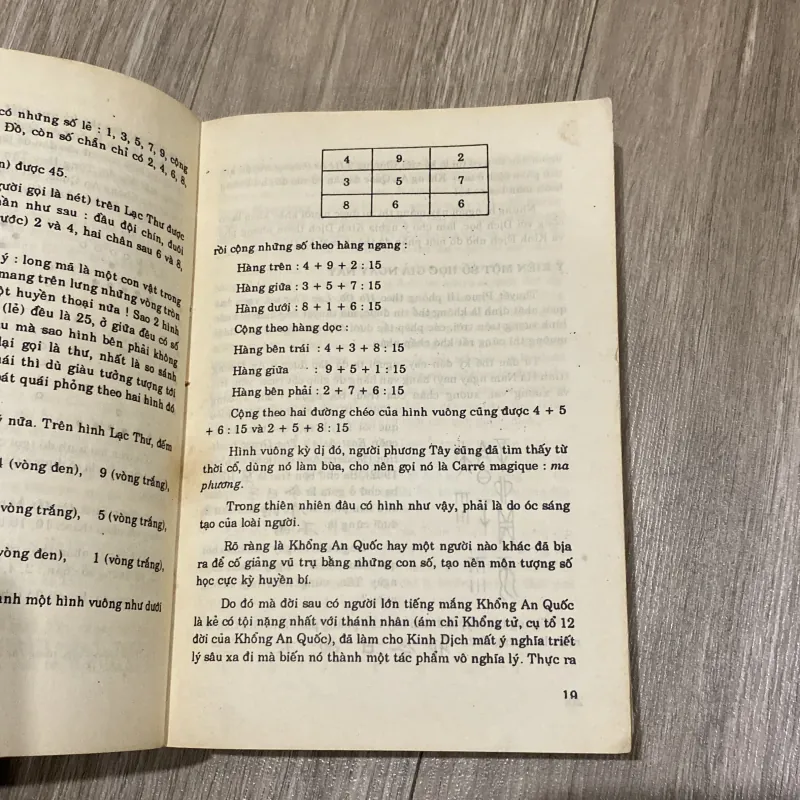 có những số lẻ : 1, 3, 5, 7, 9, cộng
Đồ, còn số chẵn chỉ có 2, 4, 6, 8,
được 45.
gọi là nét) trên Lạc Thư được
như sau : đầu đội chín, đuôi
2 và 4, hai chân sau 6 và 8,
ý : long mã là một con vật trong
mang trên lưng những vòng tròn
huyền thoại nữa ! Sao 2 hình
(lẻ) đều là 25, ở giữa đều có số
mà sao hình bên phải không
lại gọi là thư, nhất là so sánh
thì dù giàu tưởng tượng tới
bát quái phỏng theo hai hình đó
nữa. Trên hình Lạc Thư, đếm
(vòng đen), 9 (vòng trắng),
(vòng trắng), 5 (vòng trắng),
(vòng đen), 1 (vòng trắng),
một hình vuông như dưới
4 9 2
3 5 7
8 6 6
rồi cộng những số theo hàng ngang :
Hàng trên : 4 + 9 + 2 : 15
Hàng giữa : 3 + 5 + 7 : 15
Hàng dưới : 8 + 1 + 6 : 15
Cộng theo hàng dọc :
Hàng bên trái : 4 + 3 + 8 : 15
Hàng giữa : 9 + 5 + 1 : 15
Hàng bên phải : 2 + 7 + 6 : 15
Cộng theo hai đường chéo của hình vuông cũng được 4 + 5
+ 6 : 15 và 2 + 5 + 8 : 15
Hình vuông kỳ dị đó, người phương Tây cũng đã tìm thấy từ
thời cổ, dùng nó làm bùa, cho nên gọi nó là Carré magique : ma
phương.
Trong thiên nhiên đâu có hình như vậy, phải là do óc sáng
tạo của loài người.
Rõ ràng là Khổng An Quốc hay một người nào khác đã bịa
ra để cố giảng vũ trụ bằng những con số, tạo nên môn tượng số
học cực kỳ huyền bí.
Do đó mà đời sau có người lớn tiếng mắng Khổng An Quốc
là kẻ có tội nặng nhất với thánh nhân (ám chỉ Khổng tử, cụ tổ 12
đời của Khổng An Quốc), đã làm cho Kinh Dịch mất ý nghĩa triết
lý sâu xa đi mà biến nó thành một tác phẩm vô nghĩa lý. Thực ra
19